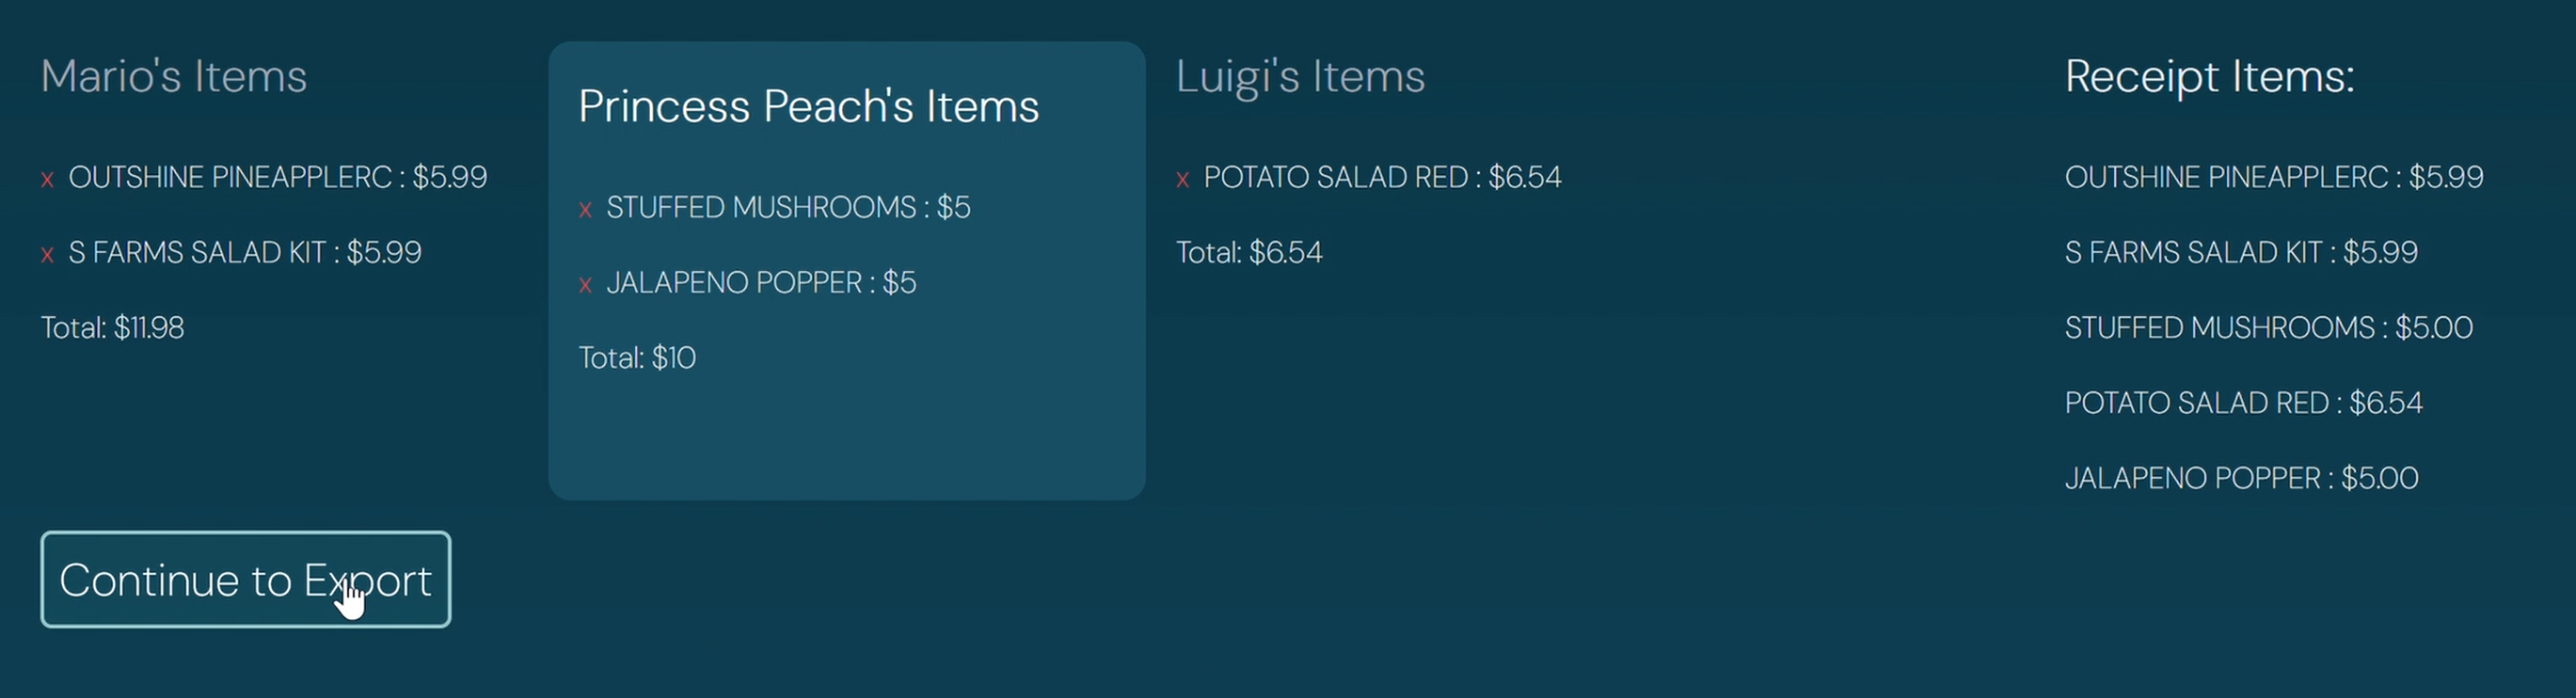 Mario's Items
x OUTSHINE PINEAPPLERC : $5.99
x S FARMS SALAD KIT : $5.99
Total: $11.98
Princess Peach's Items
x STUFFED MUSHROOMS : $5
x JALAPENO POPPER : $5
Total: $10
Luigi's Items
x POTATO SALAD RED : $6.54
Total: $6.54
Receipt Items:
OUTSHINE PINEAPPLERC : $5.99
S FARMS SALAD KIT : $5.99
STUFFED MUSHROOMS : $5.00
POTATO SALAD RED : $6.54
JALAPENO POPPER : $5.00
Continue to Export